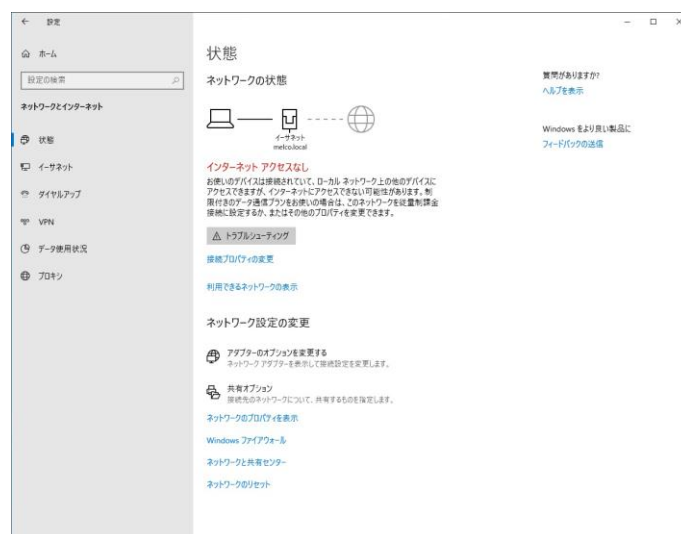 設定
ホーム
設定の検索
ネットワークとインターネット
状態
イーサネット
ダイヤルアップ
VPN
データ使用状況
プロキシ
状態
ネットワークの状態
イーサネット
melco.local
インターネット アクセスなし
お使いのデバイスは接続されていて、ローカル ネットワーク上の他のデバイスに
アクセスできますが、インターネットにアクセスできない可能性があります。制
限付きのデータ通信プランをお使いの場合は、このネットワークを従量制課金
接続に設定するか、またはその他のプロパティを変更できます。
トラブルシューティング
接続プロパティの変更
利用できるネットワークの表示
ネットワーク設定の変更
アダプターのオプションを変更する
ネットワーク アダプターを表示して接続設定を変更します。
共有オプション
接続先のネットワークについて、共有するものを指定します。
ネットワークのプロパティを表示
Windows ファイアウォール
ネットワークと共有センター
ネットワークのリセット
質問がありますか?
ヘルプを表示
Windows をより良い製品に
フィードバックの送信